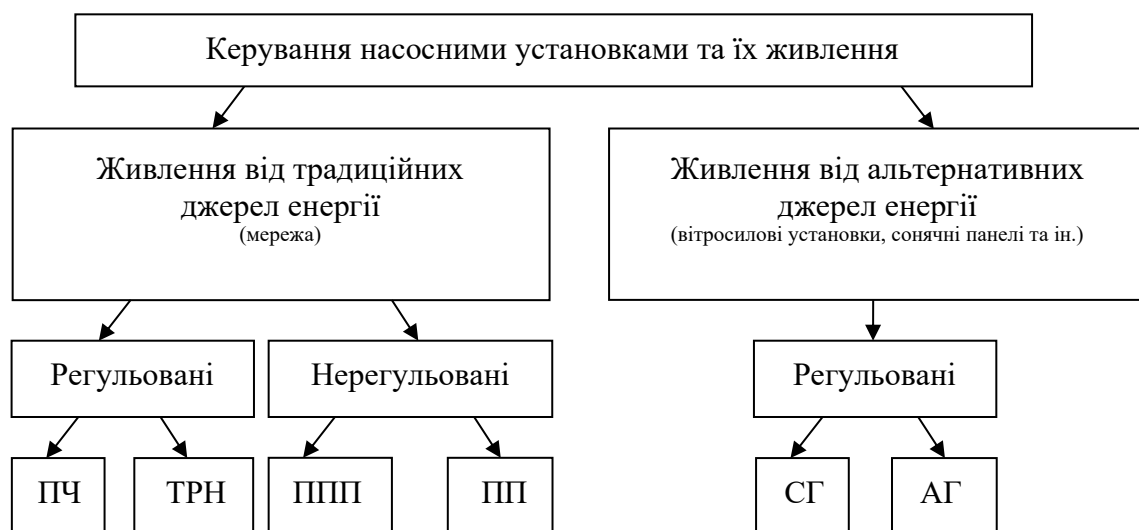 Керування насосними установками та їх живлення
Живлення від традиційних
джерел енергії
(мережа)
Живлення від альтернативних
джерел енергії
(вітросилові установки, сонячні панелі та ін.)
Регульовані
Нерегульовані
Регульовані
ПЧ
ТРН
ППП
ПП
СГ
АГ